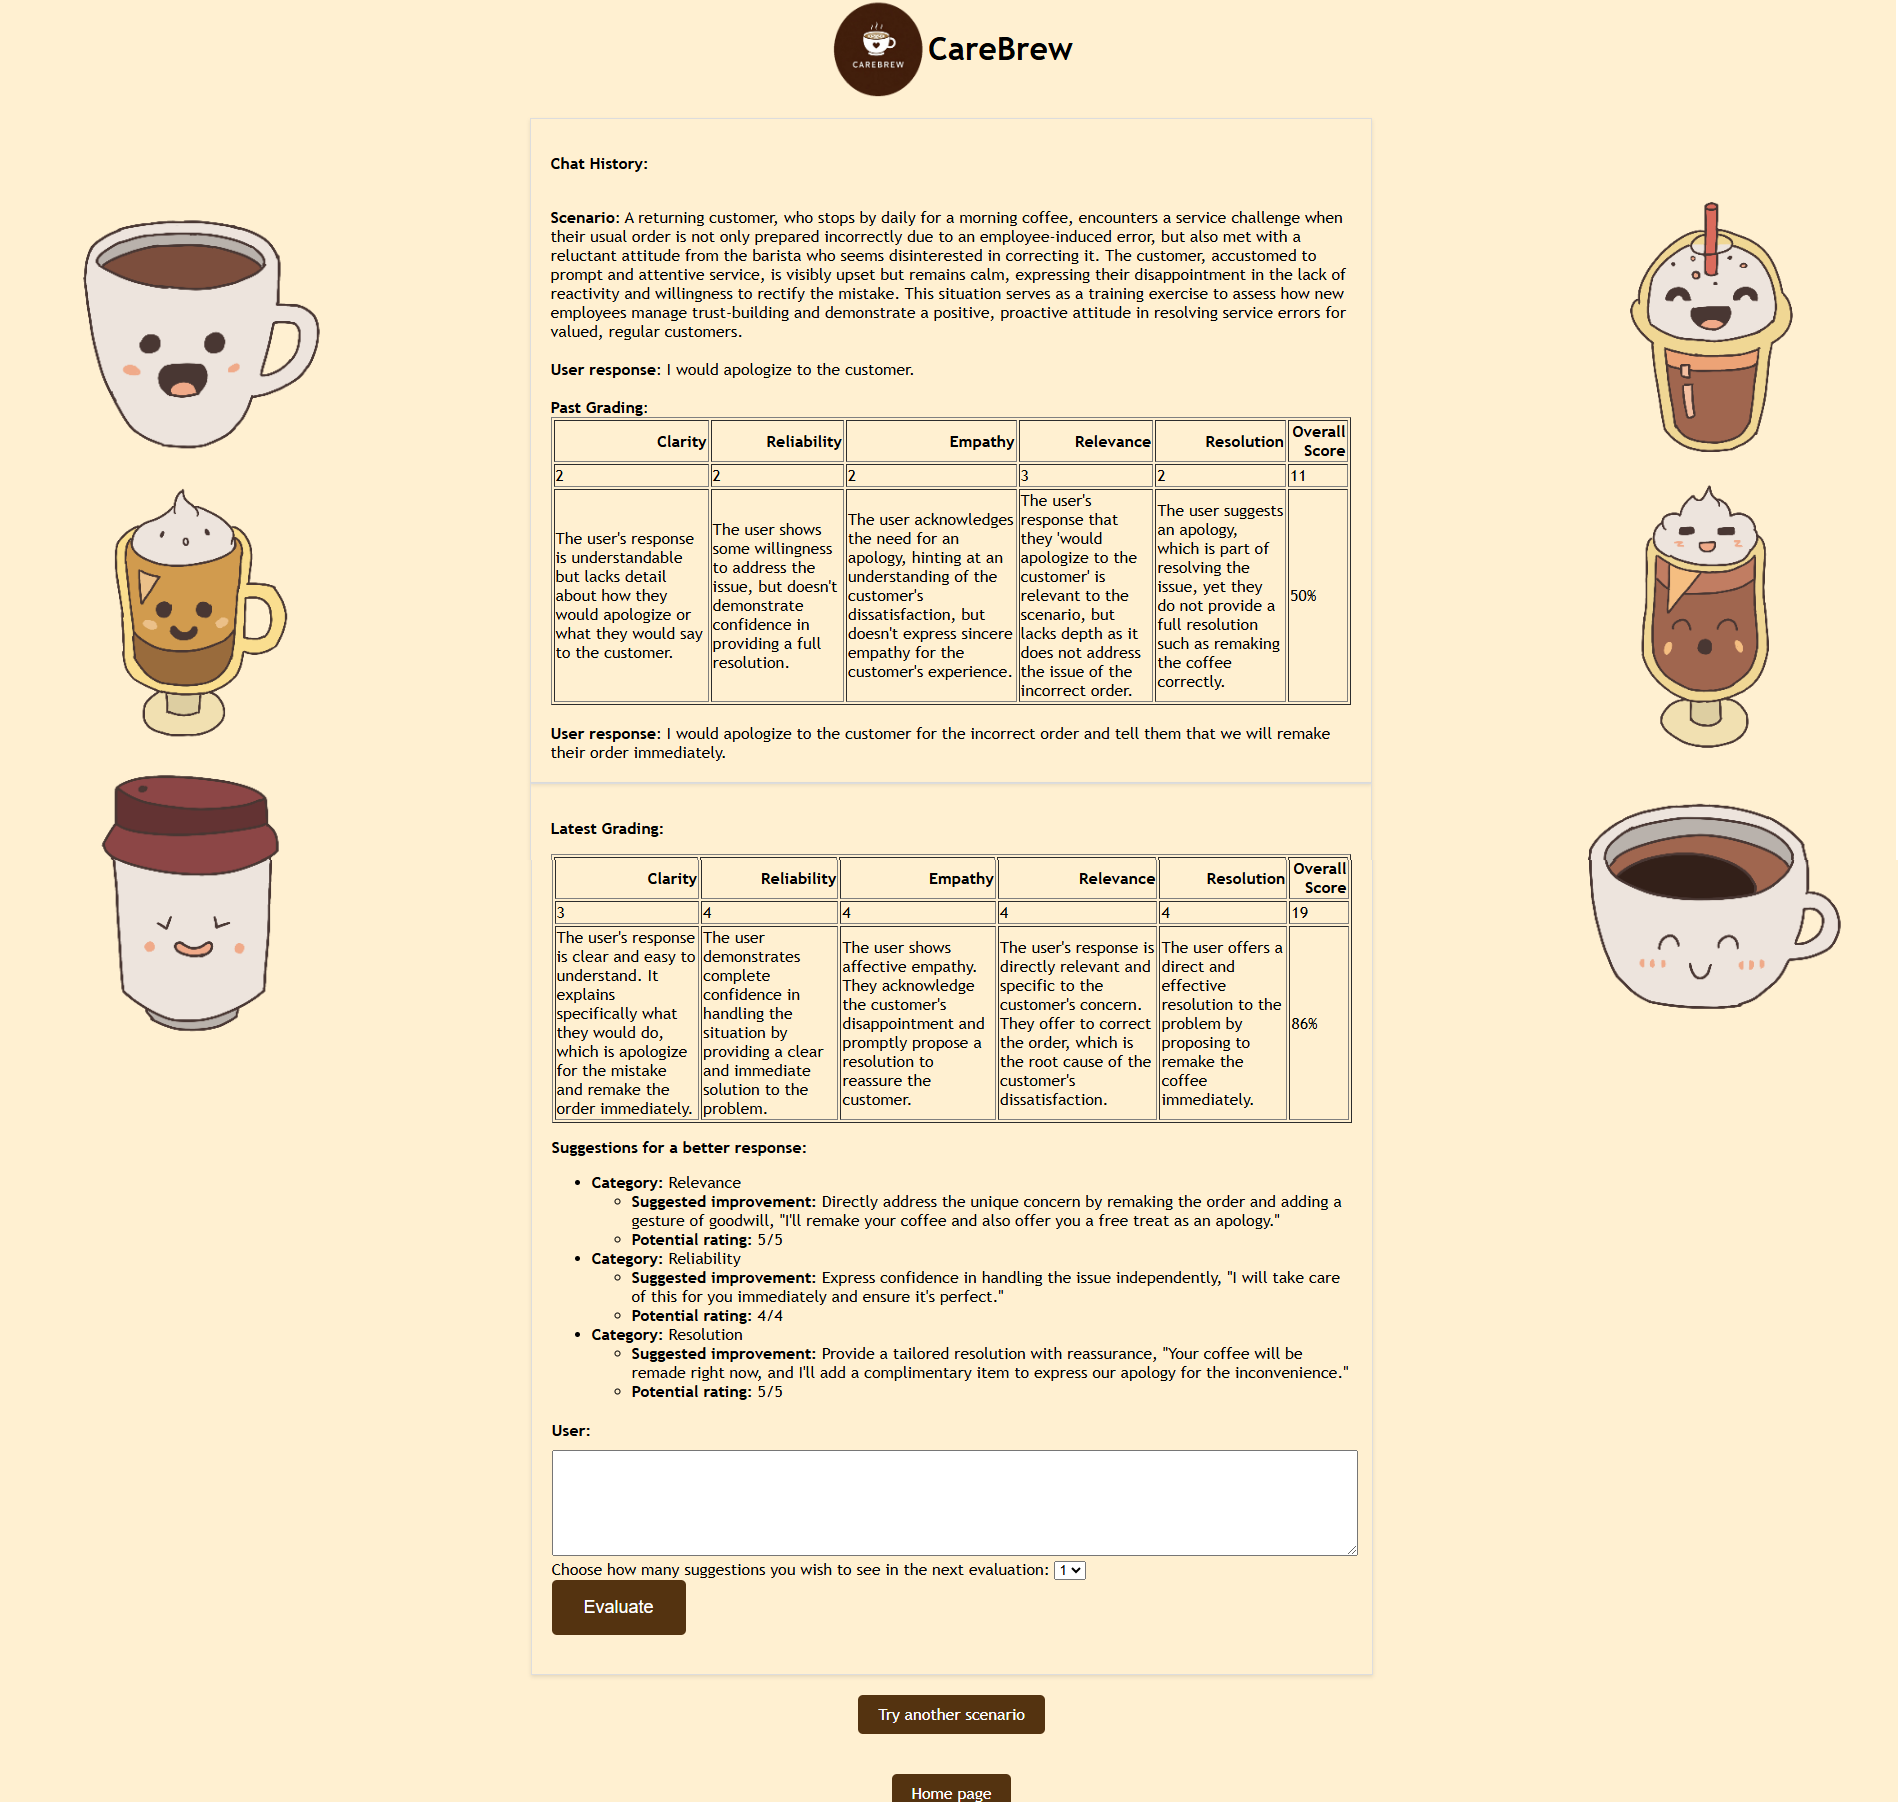 CAREBREW
CareBrew
Chat History:
Scenario: A returning customer, who stops by daily for a morning coffee, encounters a service challenge when
their usual order is not only prepared incorrectly due to an employee-induced error, but also met with a
reluctant attitude from the barista who seems disinterested in correcting it. The customer, accustomed to
prompt and attentive service, is visibly upset but remains calm, expressing their disappointment in the lack of
reactivity and willingness to rectify the mistake. This situation serves as a training exercise to assess how new
employees manage trust-building and demonstrate a positive, proactive attitude in resolving service errors for
valued, regular customers.
User response: I would apologize to the customer.
Past Grading:
Clarity
Reliability
Empathy
Relevance
Resolution
Overall
Score
2
2
2
3
2
11
The user's response
is understandable
but lacks detail
about how they
would apologize or
what they would say
to the customer.
The user shows
some willingness
to address the
issue, but doesn't
demonstrate
confidence in
providing a full
resolution.
The user acknowledges
the need for an
apology, hinting at an
understanding of the
customer's
dissatisfaction, but
doesn't express sincere
empathy for the
customer's experience.
The user's
response that
they 'would
apologize to the
customer' is
relevant to the
scenario, but
lacks depth as it
does not address
the issue of the
incorrect order.
The user suggests
an apology,
which is part of
resolving the
issue, yet they
do not provide a
full resolution
such as remaking
the coffee
correctly.
50%
User response: I would apologize to the customer for the incorrect order and tell them that we will remake
their order immediately.
Latest Grading:
Clarity
Reliability
Empathy
Relevance
Resolution
Overall
Score
3
4
4
4
4
19
The user's response
is clear and easy to
understand. It
explains
specifically what
they would do,
which is apologize
for the mistake
and remake the
order immediately.
The user
demonstrates
complete
confidence in
handling the
situation by
providing a clear
and immediate
solution to the
problem.
The user shows
affective empathy.
They acknowledge
the customer's
disappointment and
promptly propose a
resolution to
reassure the
customer.
The user's response is
directly relevant and
specific to the
customer's concern.
They offer to correct
the order, which is
the root cause of the
customer's
dissatisfaction.
The user offers a
direct and
effective
resolution to the
problem by
proposing to
remake the
coffee
immediately.
86%
Suggestions for a better response:
• Category: Relevance
◦ Suggested improvement: Directly address the unique concern by remaking the order and adding a
gesture of goodwill, "I'll remake your coffee and also offer you a free treat as an apology."
◦ Potential rating: 5/5
• Category: Reliability
◦ Suggested improvement: Express confidence in handling the issue independently, "I will take care
of this for you immediately and ensure it's perfect."
◦ Potential rating: 4/4
• Category: Resolution
◦ Suggested improvement: Provide a tailored resolution with reassurance, "Your coffee will be
remade right now, and I'll add a complimentary item to express our apology for the inconvenience."
◦ Potential rating: 5/5
User:
Choose how many suggestions you wish to see in the next evaluation: 1
Evaluate
Try another scenario
Home page